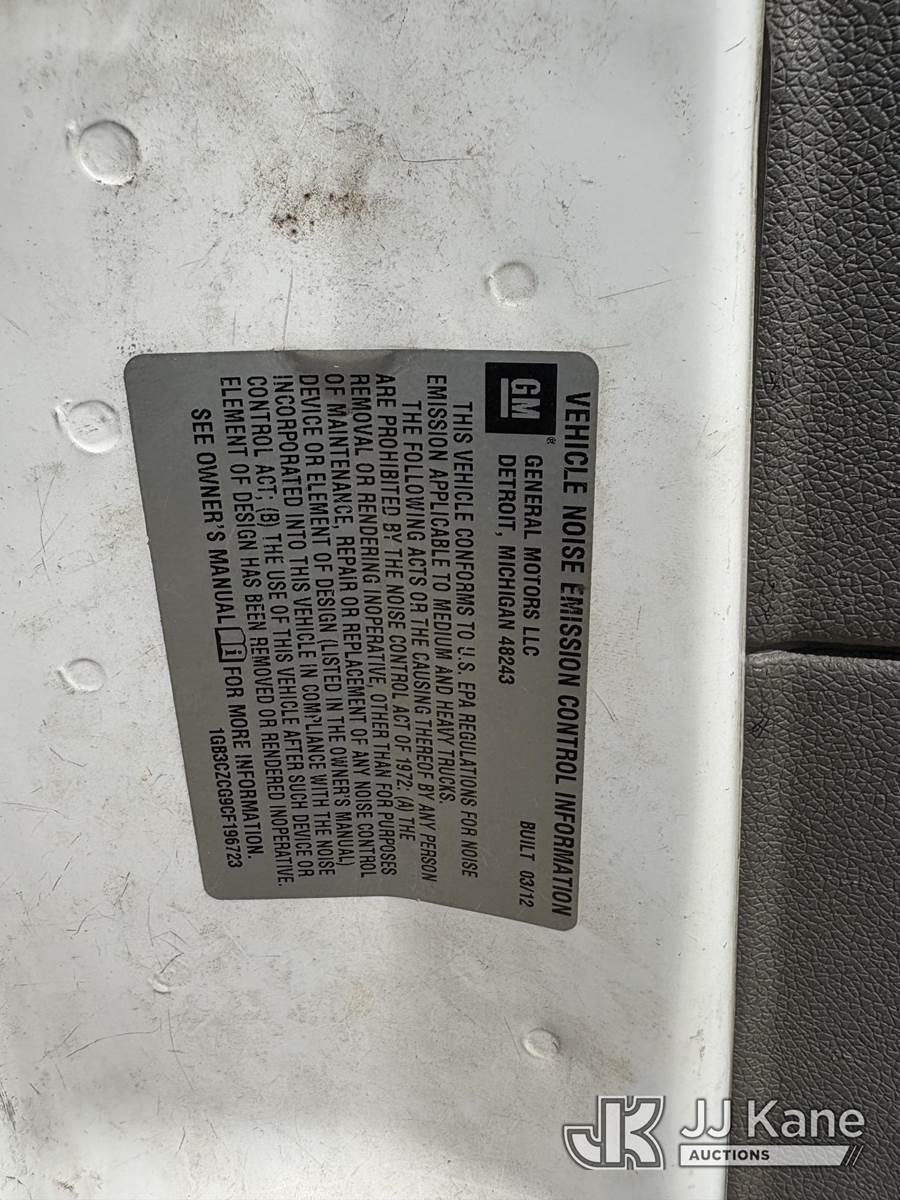 VEHICLE NOISE EMISSION CONTROL INFORMATION
GM®
GENERAL MOTORS LLC
DETROIT, MICHIGAN 48243
BUILT 03/12
THIS VEHICLE CONFORMS TO U.S. EPA REGULATIONS FOR NOISE
EMISSION APPLICABLE TO MEDIUM AND HEAVY TRUCKS.
THE FOLLOWING ACTS OR THE CAUSING THEREOF BY ANY PERSON
ARE PROHIBITED BY THE NOISE CONTROL ACT OF 1972: (A) THE
REMOVAL OR RENDERING INOPERATIVE, OTHER THAN FOR PURPOSES
OF MAINTENANCE, REPAIR OR REPLACEMENT OF ANY NOISE CONTROL
DEVICE OR ELEMENT OF DESIGN (LISTED IN THE OWNER'S MANUAL)
INCORPORATED INTO THIS VEHICLE IN COMPLIANCE WITH THE NOISE
CONTROL ACT; (B) THE USE OF THIS VEHICLE AFTER SUCH DEVICE OR
ELEMENT OF DESIGN HAS BEEN REMOVED OR RENDERED INOPERATIVE.
SEE OWNER'S MANUAL FOR MORE INFORMATION.
1GB3CZCG9CF196723
JK JJ Kane
AUCTIONS